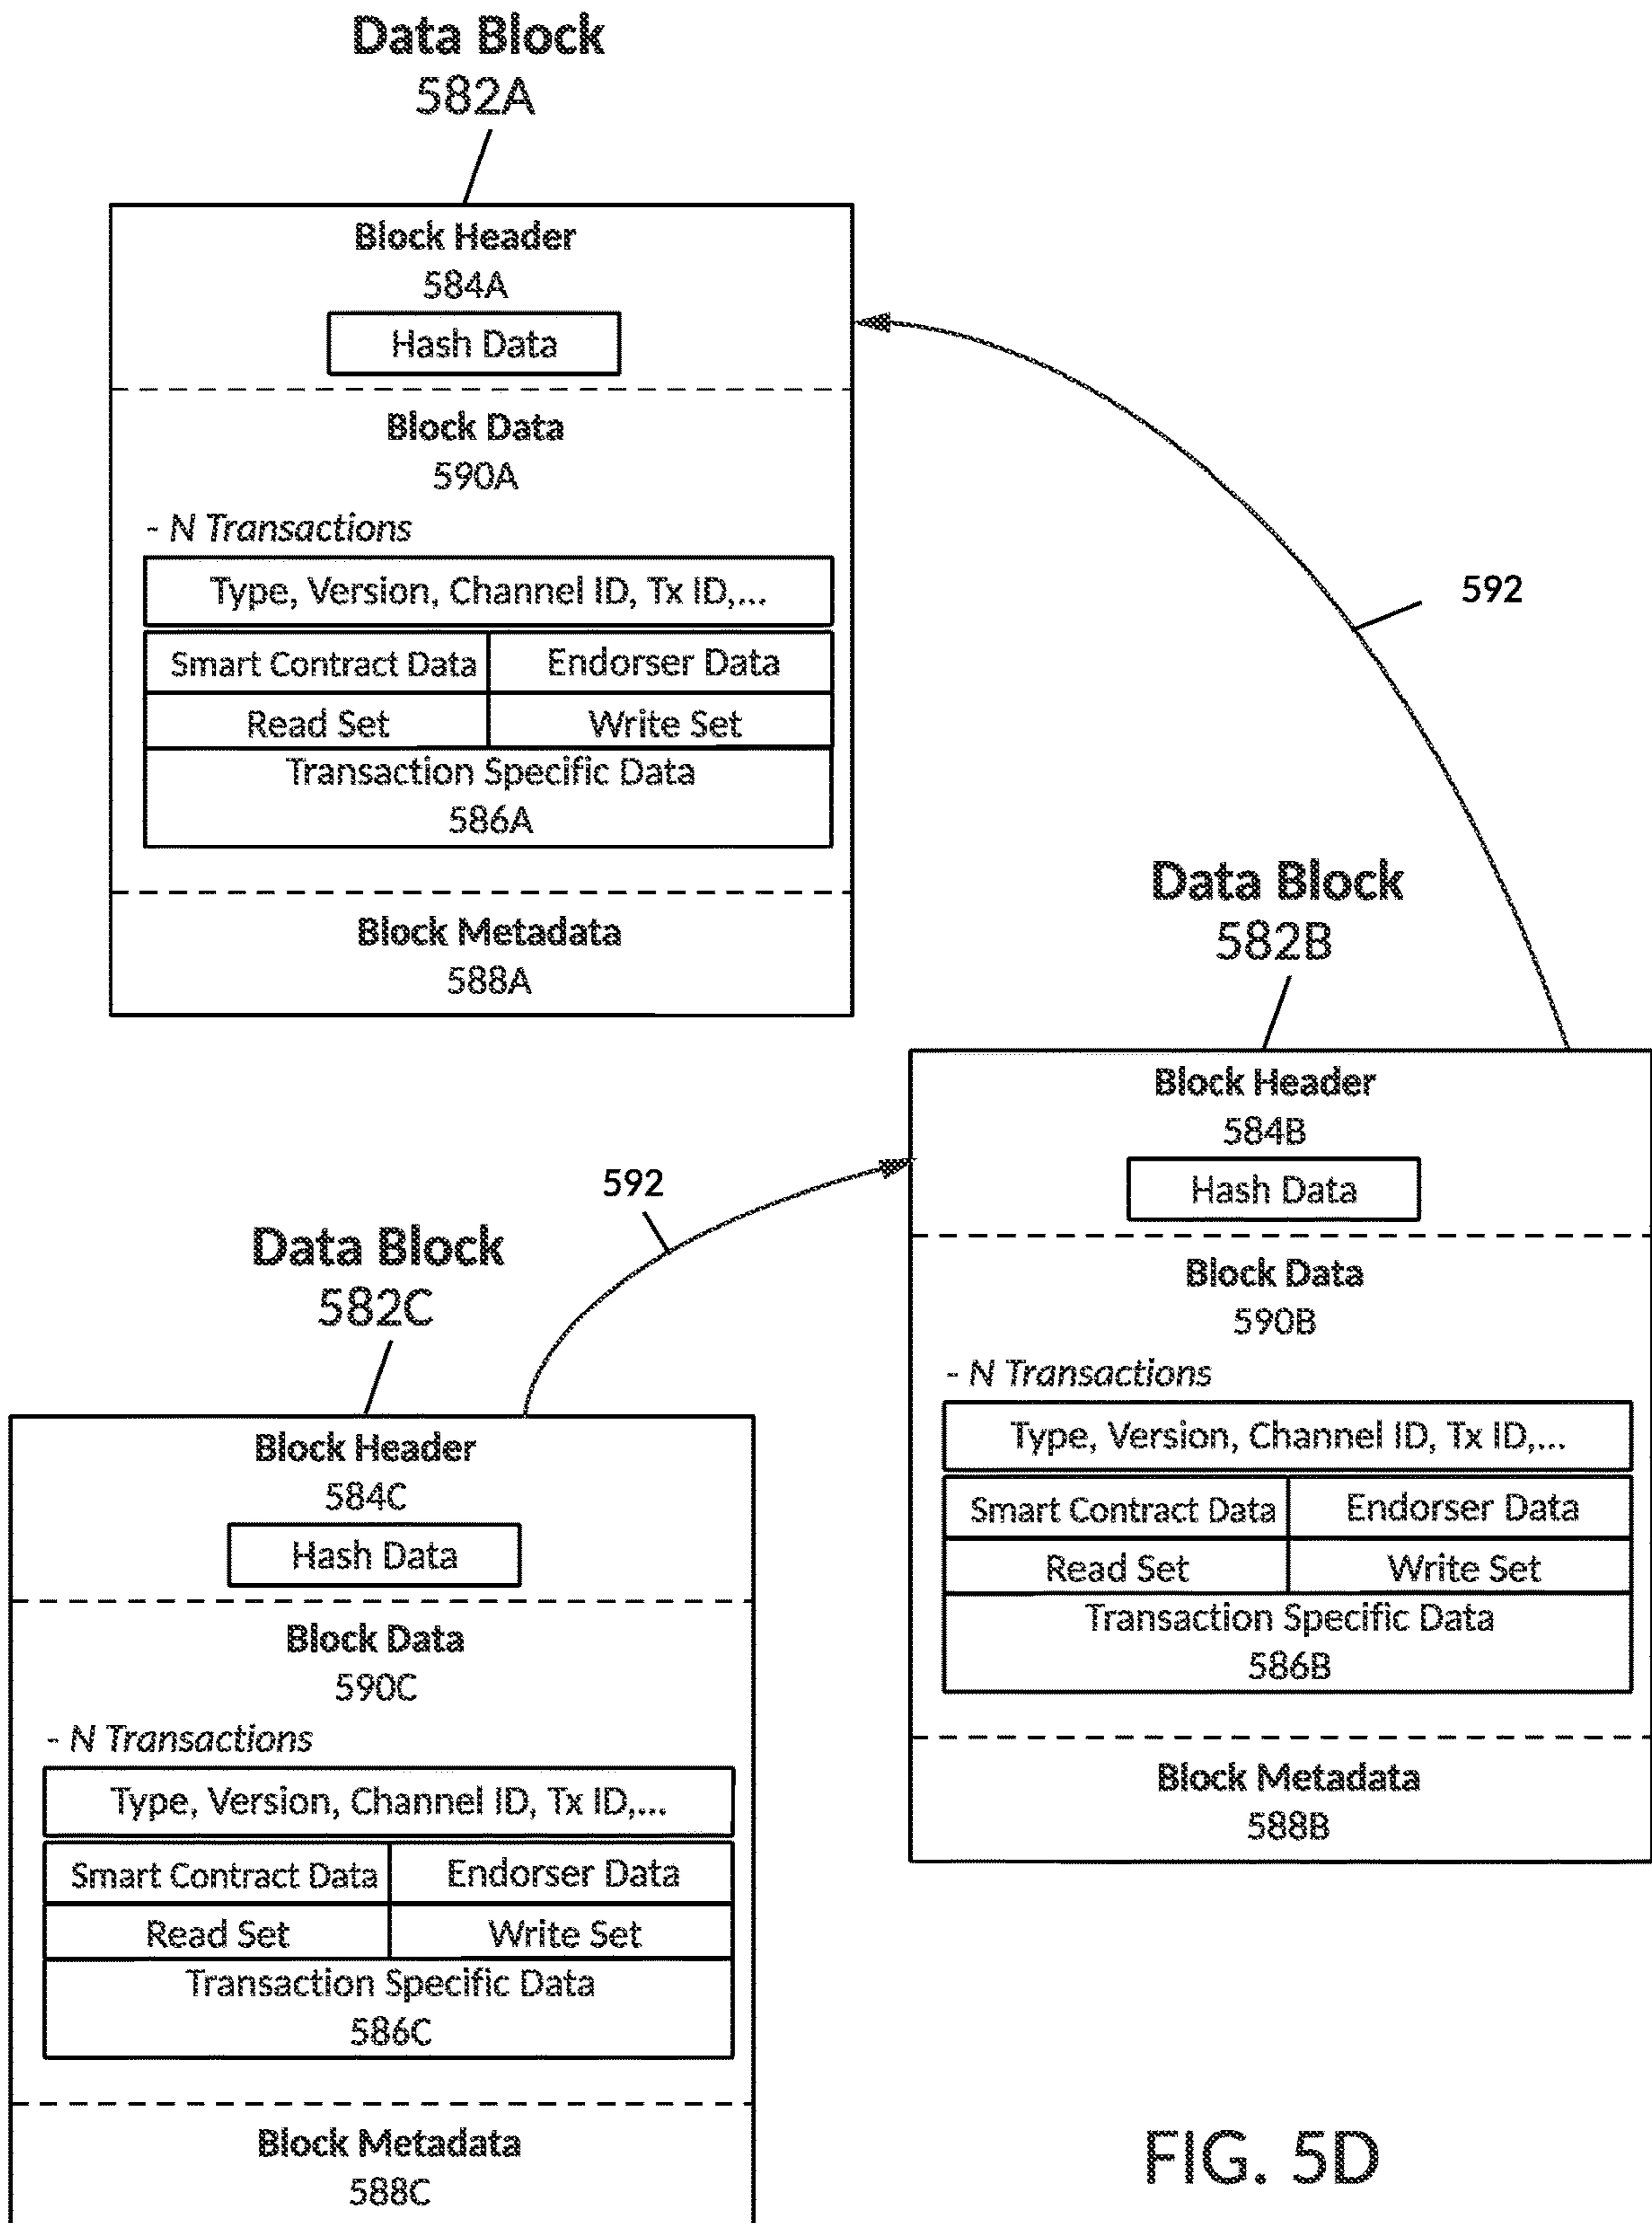 Data Block
582A
Block Header
584A
Hash Data
Block Data
590A
- N Transactions
Type, Version, Channel ID, Tx ID,...
Smart Contract Data Endorser Data
Read Set Write Set
Transaction Specific Data
586A
Block Metadata
588A
592
Data Block
582B
Block Header
584B
Hash Data
Block Data
590B
- N Transactions
Type, Version, Channel ID, Tx ID,...
Smart Contract Data Endorser Data
Read Set Write Set
Transaction Specific Data
586B
Block Metadata
588B
592
Data Block
582C
Block Header
584C
Hash Data
Block Data
590C
- N Transactions
Type, Version, Channel ID, Tx ID,...
Smart Contract Data Endorser Data
Read Set Write Set
Transaction Specific Data
586C
Block Metadata
588C
FIG. 5D